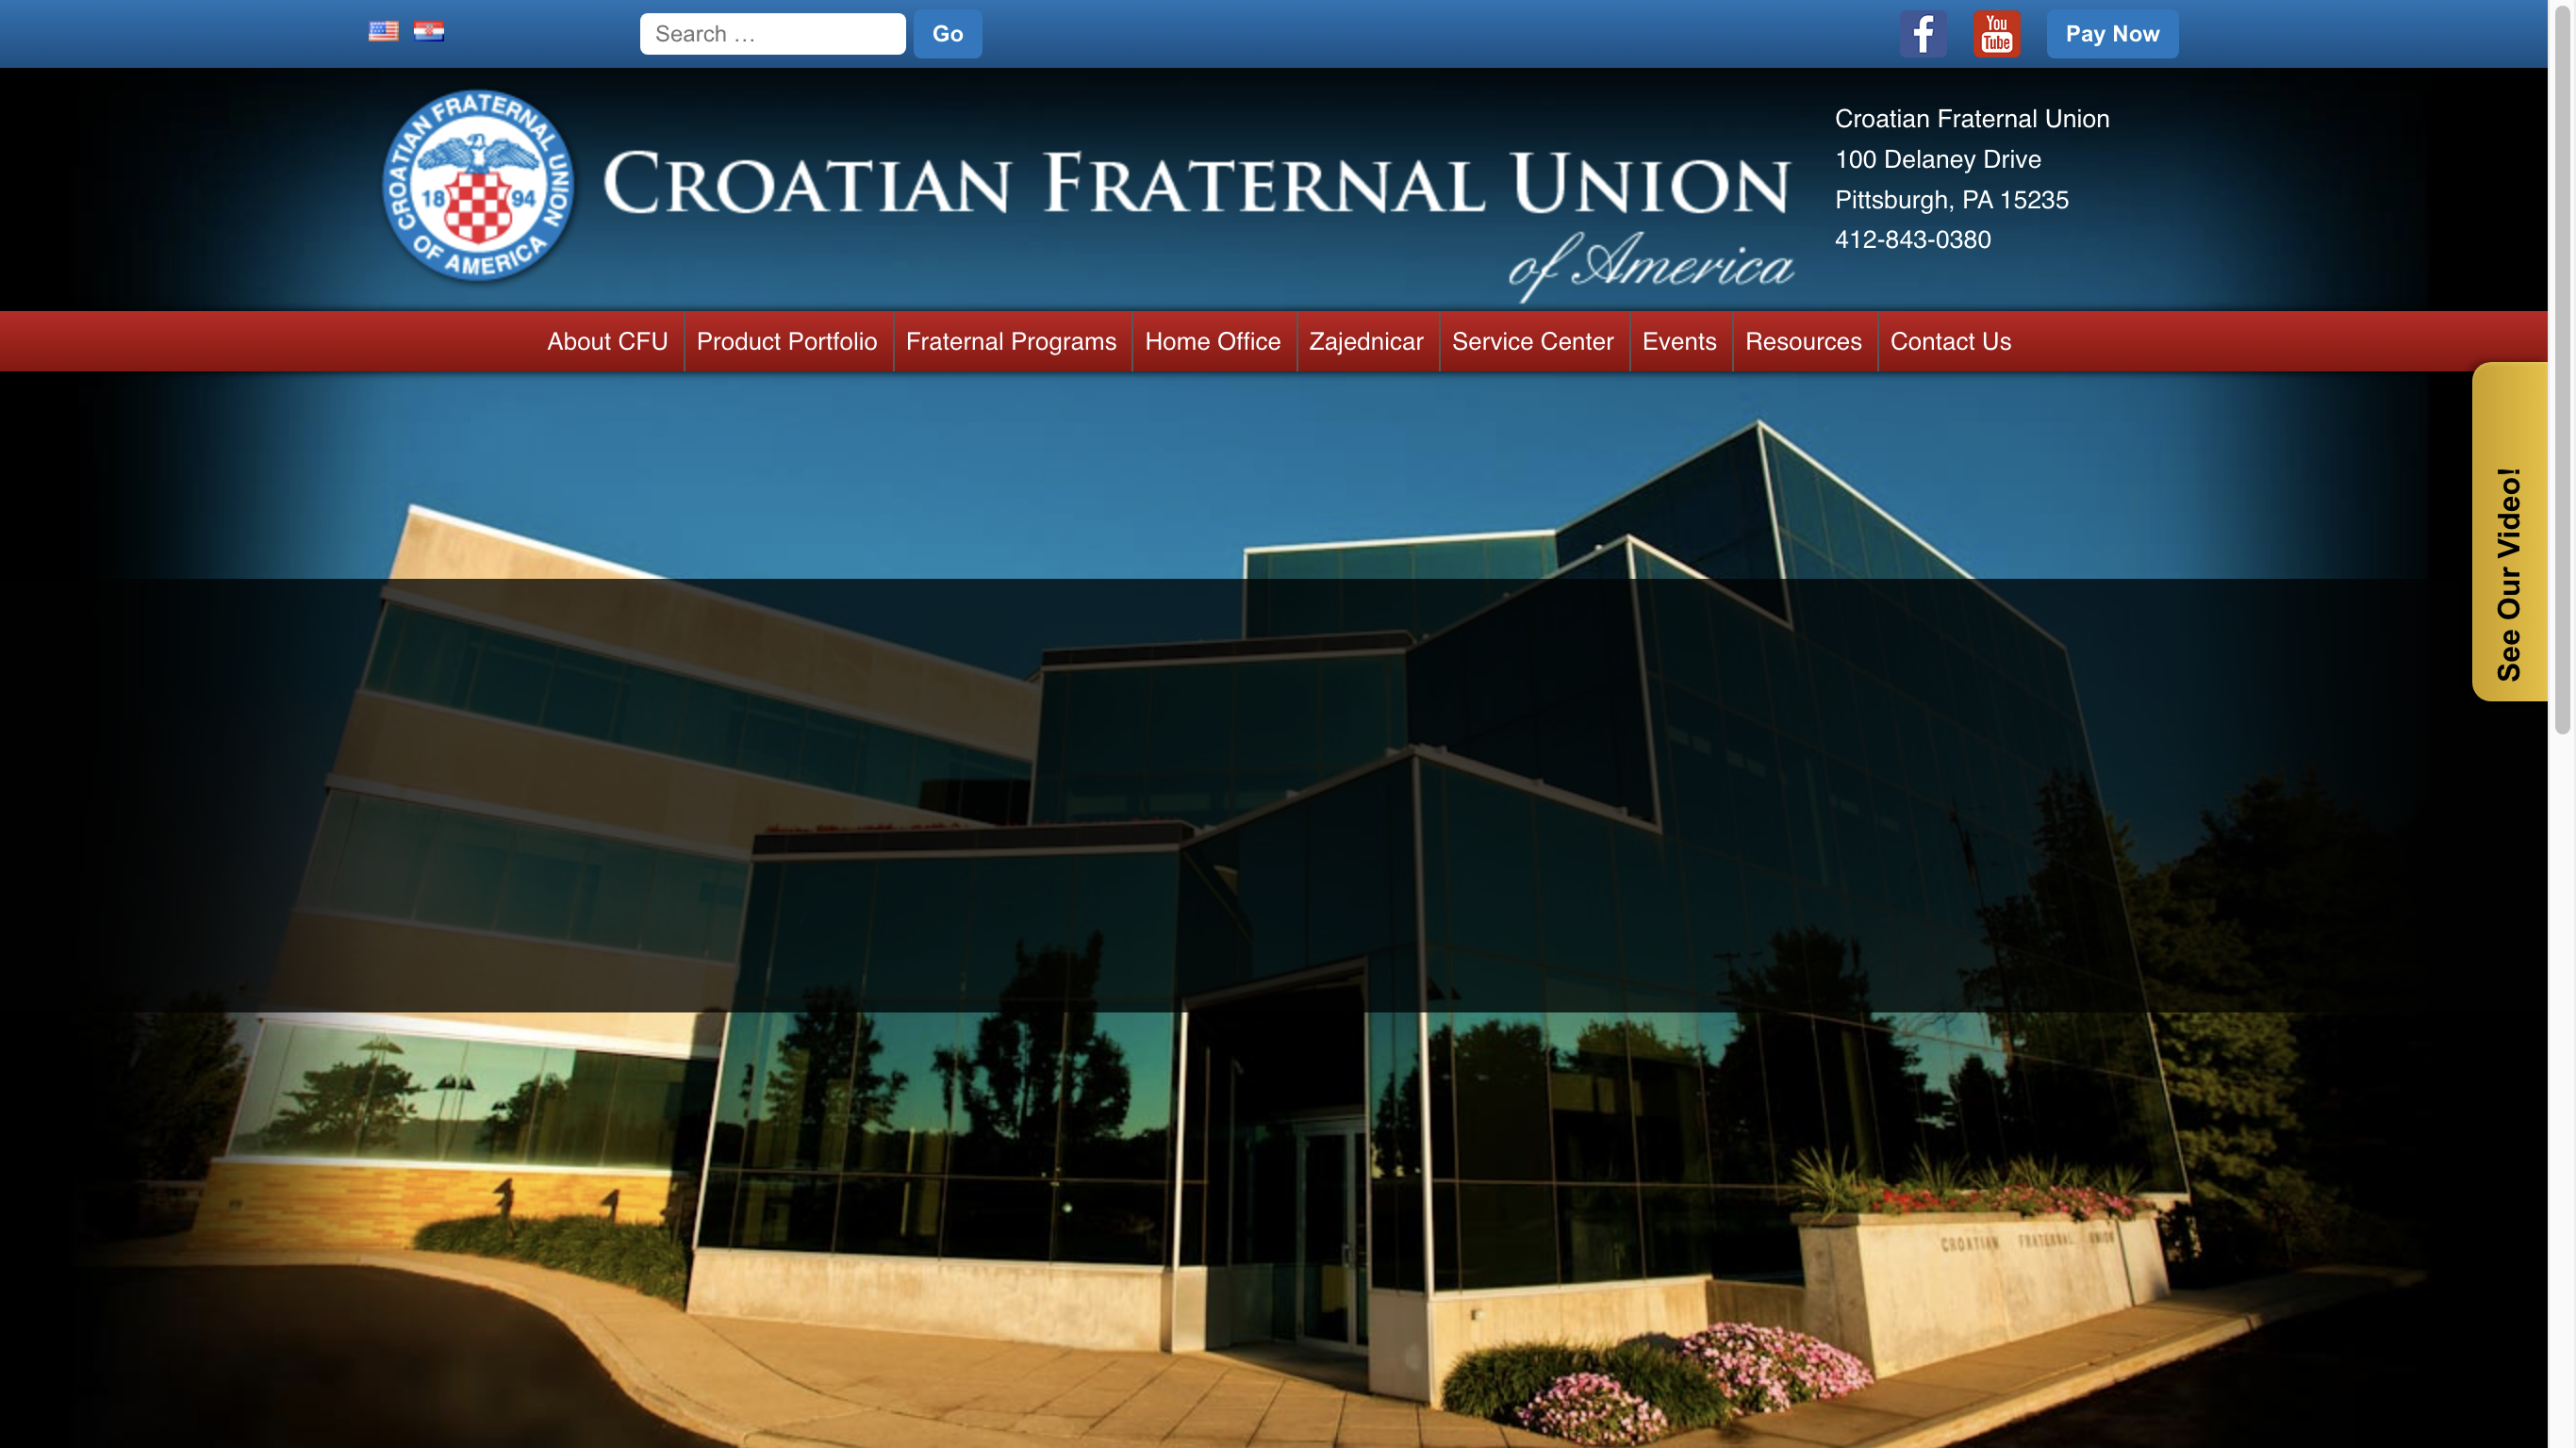 Search …
Go
You
Tube
Pay Now
CROATIAN FRATERNAL UNION
OF AMERICA
18 94
CROATIAN FRATERNAL UNION
of America
Croatian Fraternal Union
100 Delaney Drive
Pittsburgh, PA 15235
412-843-0380
About CFU
Product Portfolio
Fraternal Programs
Home Office
Zajednicar
Service Center
Events
Resources
Contact Us
See Our Video!
CROATIAN FRATERNAL UNION